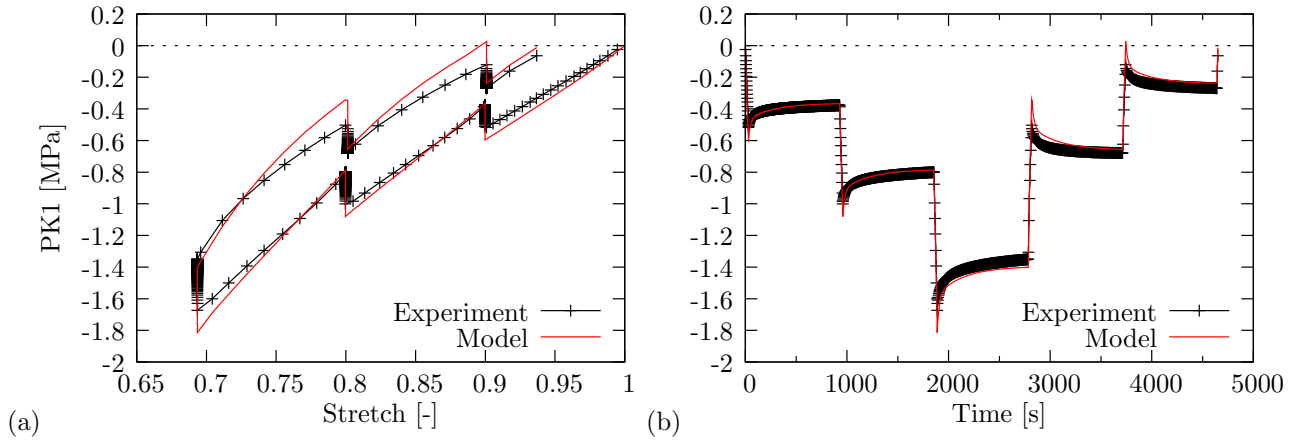 0.2
0
-0.2
-0.4
-0.6
-0.8
-1
-1.2
-1.4
-1.6
-1.8
-2
PK1 [MPa]
0.65 0.7 0.75 0.8 0.85 0.9 0.95 1
Stretch [-]
Experiment
Model
(a)
0.2
0
-0.2
-0.4
-0.6
-0.8
-1
-1.2
-1.4
-1.6
-1.8
-2
0 1000 2000 3000 4000 5000
Time [s]
Experiment
Model
(b)